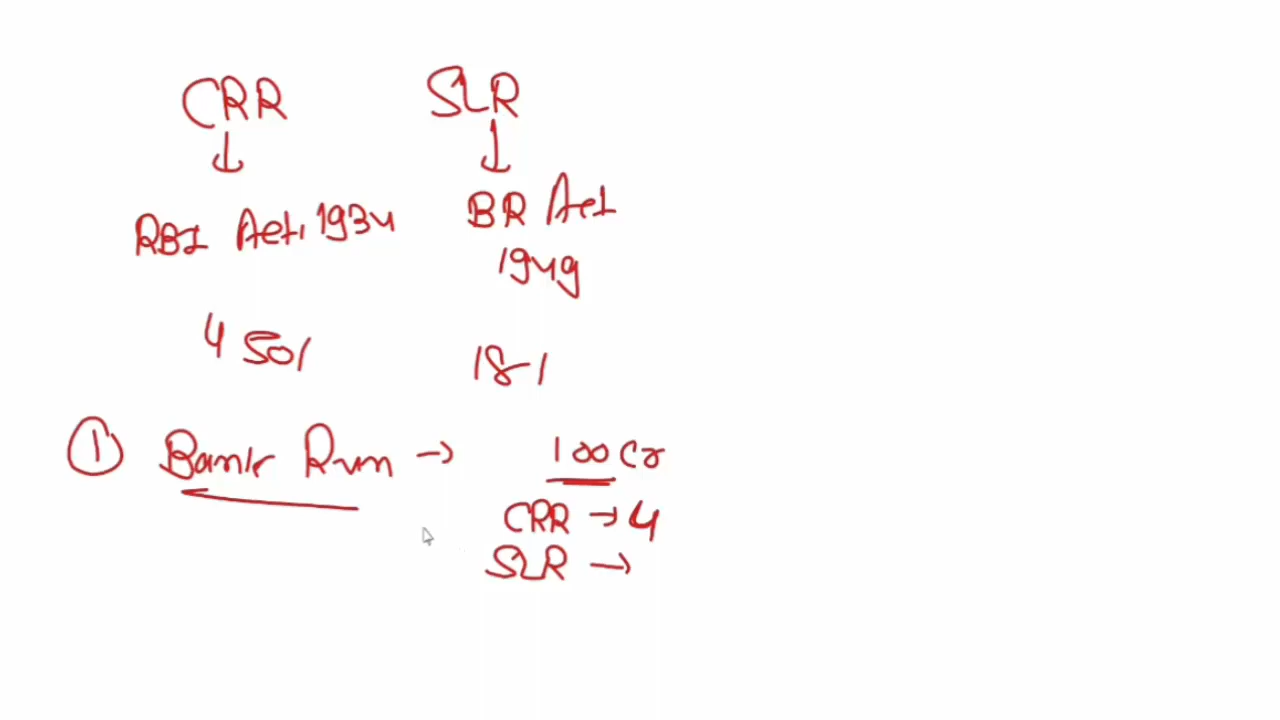 CRR SLR
↓ ↓
RBI Act, 1934 BR Act
1949
4 50% 18%
① Bank Run → 100 Cr
CRR → 4
SLR →